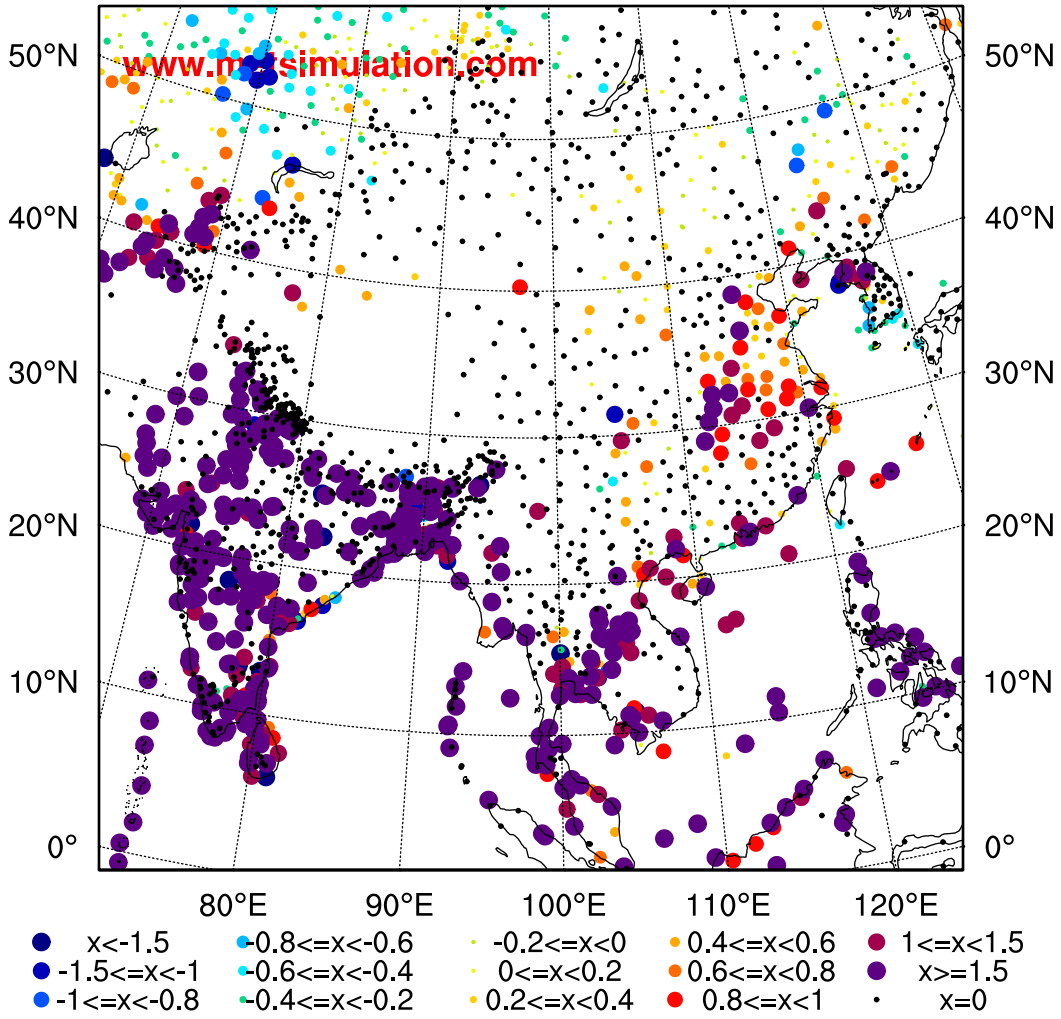 50°N 50°N
www.m tsimulation.com
40°N 40°N
30°N 30°N
20°N 20°N
10°N 10°N
0° 0°
80°E 90°E 100°E 110°E 120°E
x<-1.5 -0.8<=x<-0.6 -0.2<=x<0 0.4<=x<0.6 1<=x<1.5
-1.5<=x<-1 -0.6<=x<-0.4 0<=x<0.2 0.6<=x<0.8 x>=1.5
-1<=x<-0.8 -0.4<=x<-0.2 0.2<=x<0.4 0.8<=x<1 x=0